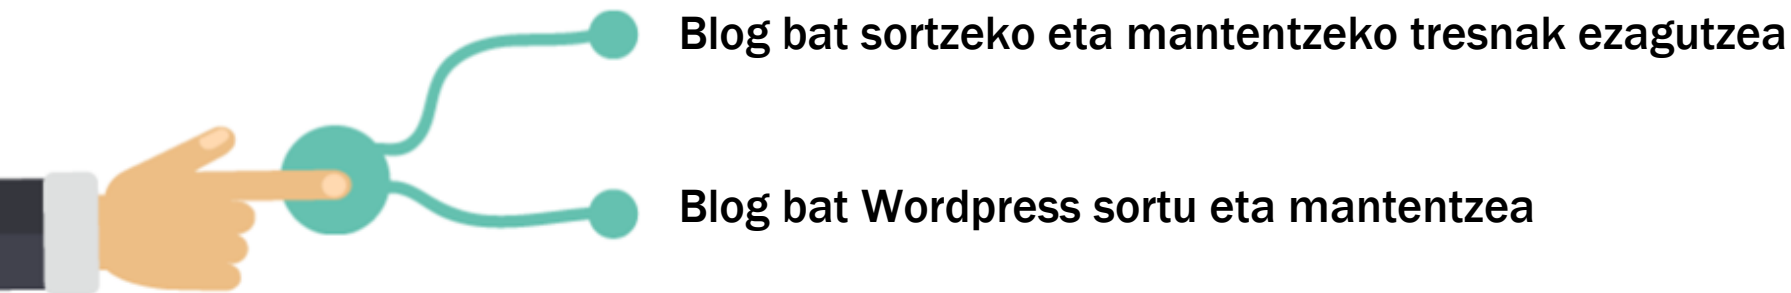 Blog bat sortzeko eta mantentzeko tresnak ezagutzea
Blog bat Wordpress sortu eta mantentzea